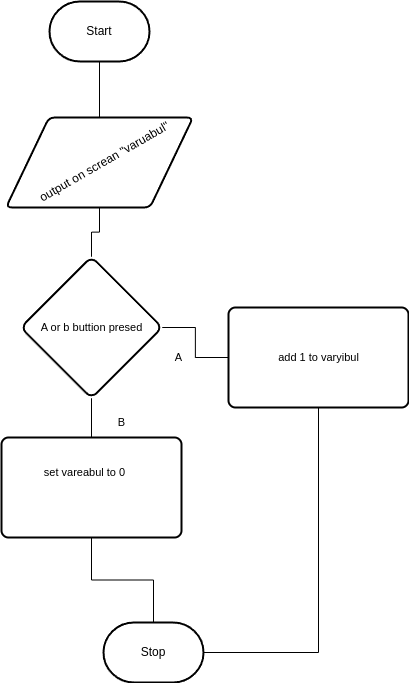 Start
output on screan "varuabul"
A or b buttion presed
A
add 1 to varyibul
B
set vareabul to 0
Stop